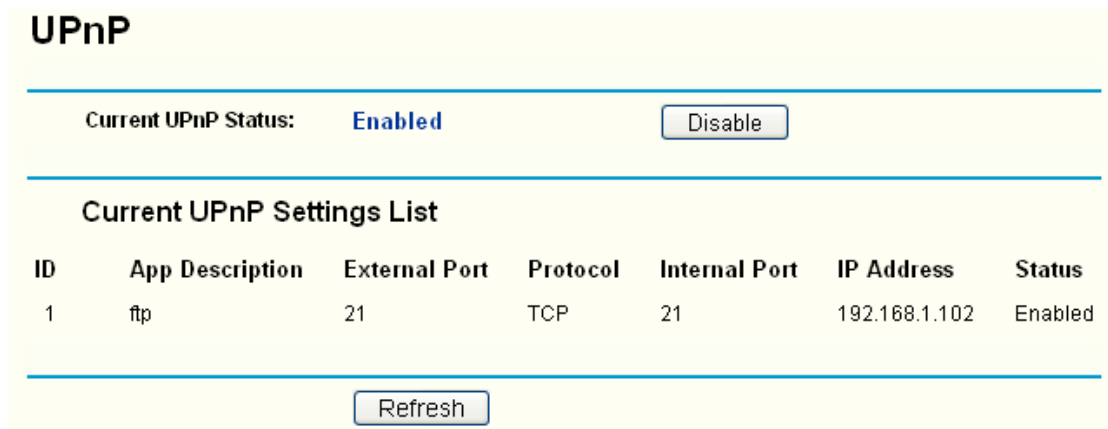 UPnP
Current UPnP Status: Enabled Disable
Current UPnP Settings List
ID App Description External Port Protocol Internal Port IP Address Status
1 ftp 21 TCP 21 192.168.1.102 Enabled
Refresh